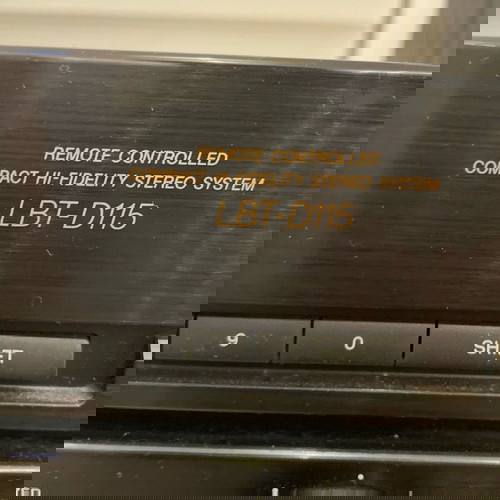 REMOTE CONTROLLED
COMPACT HI-FIDELITY STEREO SYSTEM
LBT-D115
9 0 SHIFT